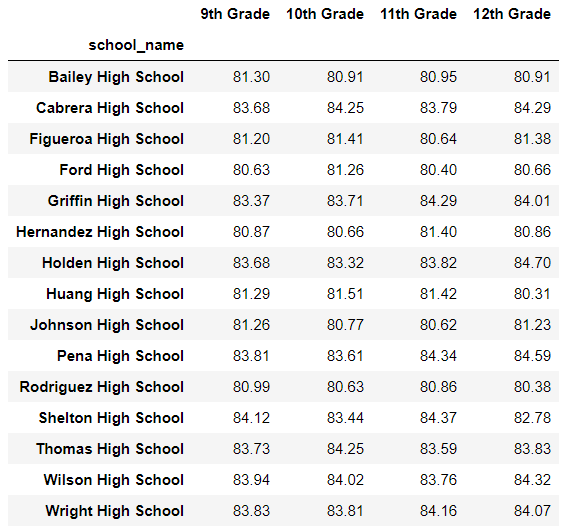 9th Grade 10th Grade 11th Grade 12th Grade
school_name
Bailey High School 81.30 80.91 80.95 80.91
Cabrera High School 83.68 84.25 83.79 84.29
Figueroa High School 81.20 81.41 80.64 81.38
Ford High School 80.63 81.26 80.40 80.66
Griffin High School 83.37 83.71 84.29 84.01
Hernandez High School 80.87 80.66 81.40 80.86
Holden High School 83.68 83.32 83.82 84.70
Huang High School 81.29 81.51 81.42 80.31
Johnson High School 81.26 80.77 80.62 81.23
Pena High School 83.81 83.61 84.34 84.59
Rodriguez High School 80.99 80.63 80.86 80.38
Shelton High School 84.12 83.44 84.37 82.78
Thomas High School 83.73 84.25 83.59 83.83
Wilson High School 83.94 84.02 83.76 84.32
Wright High School 83.83 83.81 84.16 84.07